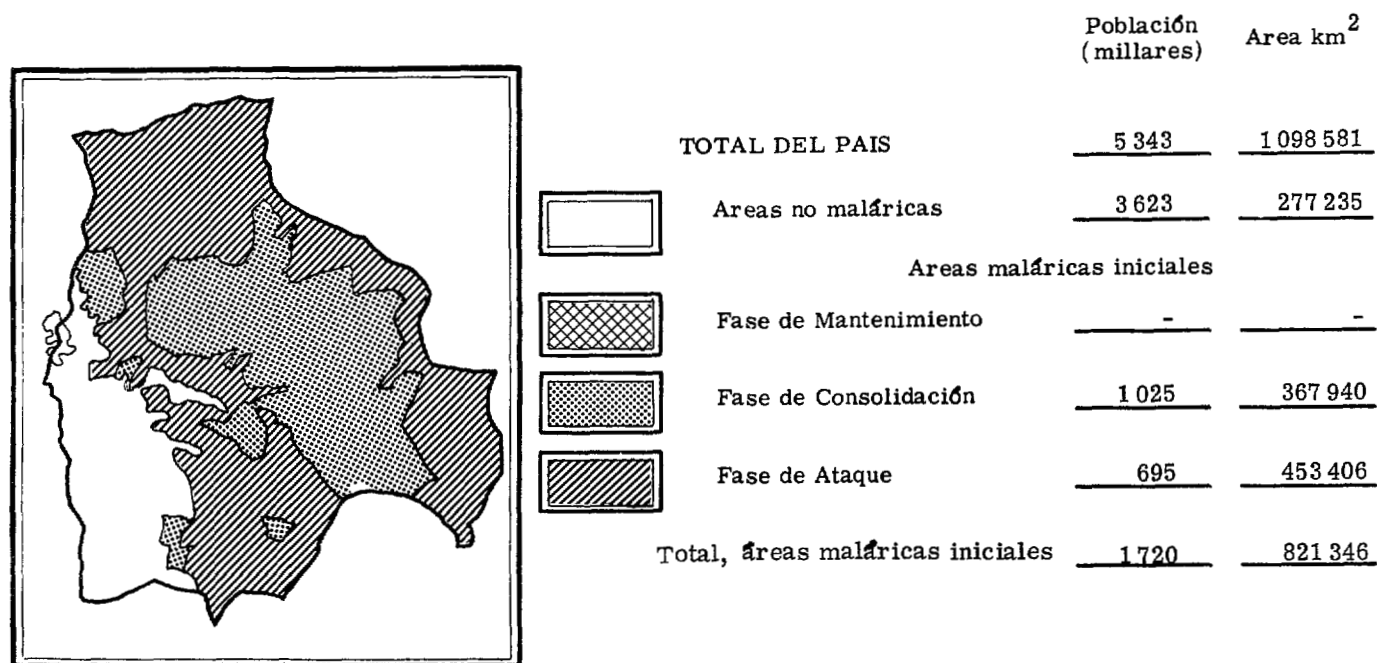 Población (millares) Area km²
TOTAL DEL PAIS 5 343 1 098 581
Areas no maláricas 3 623 277 235
Areas maláricas iniciales
Fase de Mantenimiento - -
Fase de Consolidación 1 025 367 940
Fase de Ataque 695 453 406
Total, áreas maláricas iniciales 1 720 821 346